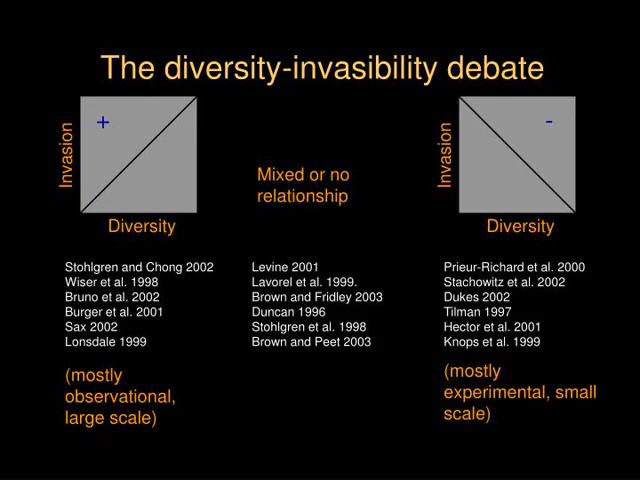 The diversity-invasibility debate
+
Invasion
Diversity
Mixed or no
relationship
-
Invasion
Diversity
Stohlgren and Chong 2002
Wiser et al. 1998
Bruno et al. 2002
Burger et al. 2001
Sax 2002
Lonsdale 1999
(mostly
observational,
large scale)
Levine 2001
Lavorel et al. 1999.
Brown and Fridley 2003
Duncan 1996
Stohlgren et al. 1998
Brown and Peet 2003
Prieur-Richard et al. 2000
Stachowitz et al. 2002
Dukes 2002
Tilman 1997
Hector et al. 2001
Knops et al. 1999
(mostly
experimental, small
scale)